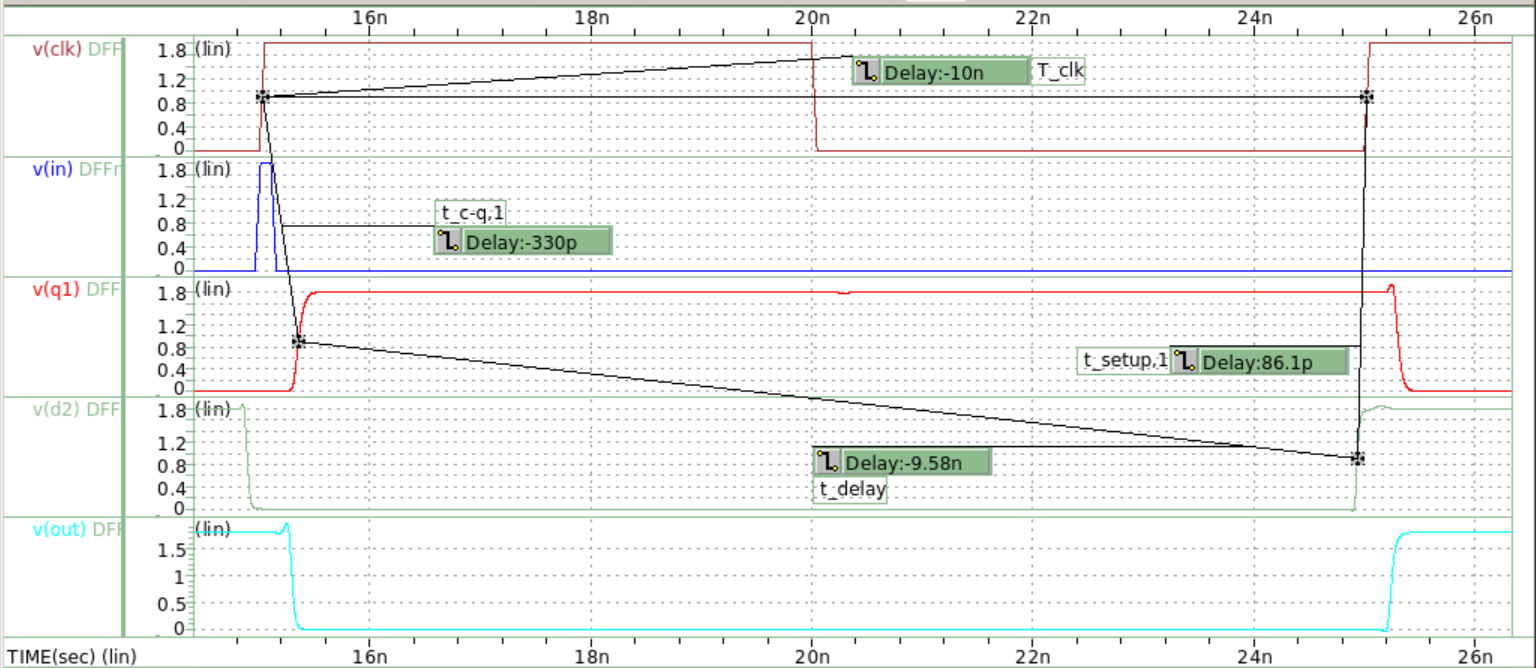 16n 18n 20n 22n 24n 26n
v(clk) DFF
(lin)
1.8
1.2
0.8
0.4
0
Delay:-10n T_clk
v(in) DFFr
(lin)
1.8
1.2
0.8
0.4
0
t_c-q,1
Delay:-330p
v(q1) DFF
(lin)
1.8
1.2
0.8
0.4
0
t_setup,1 Delay:86.1p
v(d2) DFF
(lin)
1.8
1.2
0.8
0.4
0
Delay:-9.58n
t_delay
v(out) DFF
(lin)
1.5
1
0.5
0
TIME(sec) (lin) 16n 18n 20n 22n 24n 26n